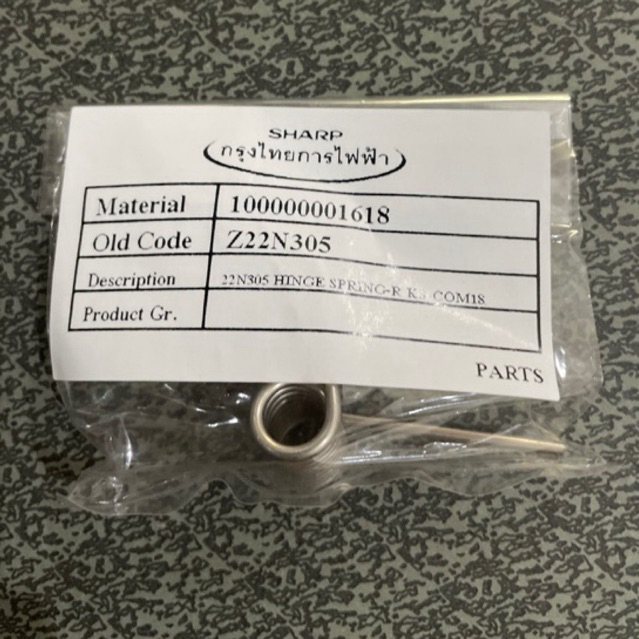 SHARP
กรุงไทยการไฟฟ้า
Material 100000001618
Old Code Z22N305
Description 22N305 HINGE SPRING-R KS-COM18
Product Gr.
PARTS